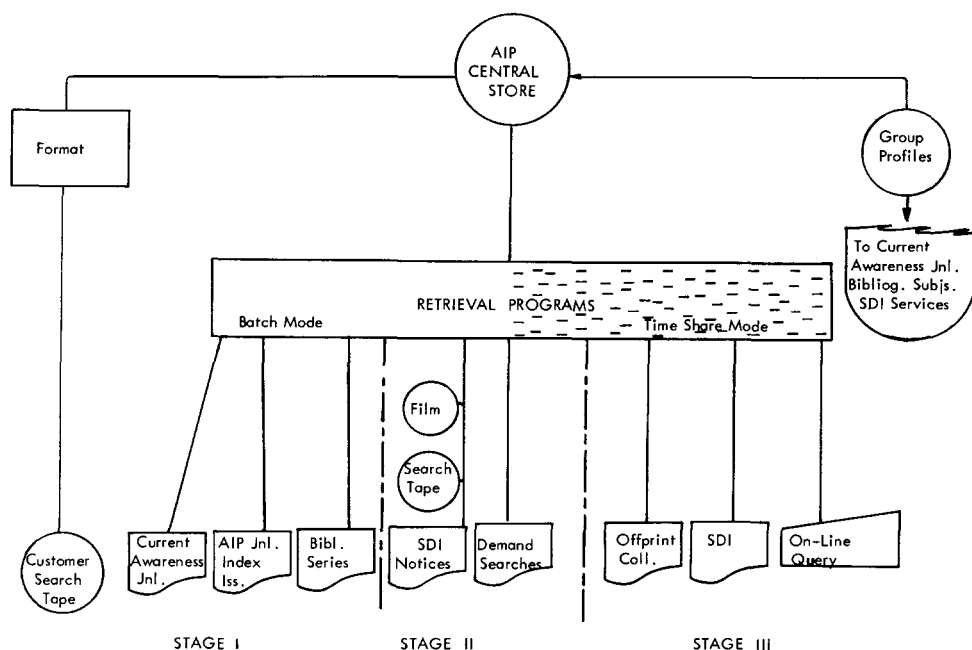 AIP
CENTRAL
STORE
Format
Group
Profiles
To Current
Awareness Jnl.
Bibliog. Subjs.
SDI Services
RETRIEVAL PROGRAMS
Batch Mode
Time Share Mode
Film
Search
Tape
Customer
Search
Tape
Current
Awareness
Jnl.
AIP Jnl.
Index
Iss.
Bibl.
Series
SDI
Notices
Demand
Searches
Offprint
Coll.
SDI
On-Line
Query
STAGE I
STAGE II
STAGE III